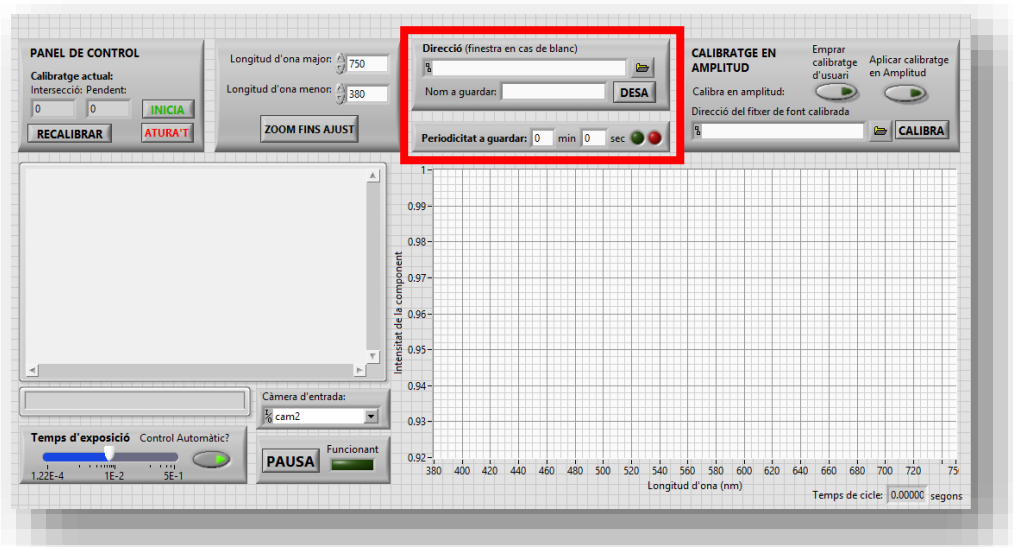 PANEL DE CONTROL
Calibratge actual:
Intersecció: Pendent:
0 0 INICIA
RECALIBRAR ATURA'T
Longitud d'ona major: 750
Longitud d'ona menor: 380
ZOOM FINS AJUST
Direcció (finestra en cas de blanc)
Nom a guardar: DESA
Periodicitat a guardar: 0 min 0 sec
CALIBRATGE EN
AMPLITUD
Emprar
calibratge
d'usuari
Aplicar calibratge
en Amplitud
Calibra en amplitud:
Direcció del fitxer de font calibrada
CALIBRA
Càmera d'entrada:
cam2
Temps d'exposició Control Automàtic?
1.22E-4 1E-2 5E-1
PAUSA Funcionant
Intensitat de la component
1
0.99
0.98
0.97
0.96
0.95
0.94
0.93
0.92
380 400 420 440 460 480 500 520 540 560 580 600 620 640 660 680 700 720 75
Longitud d'ona (nm)
Temps de cicle: 0.00000 segons